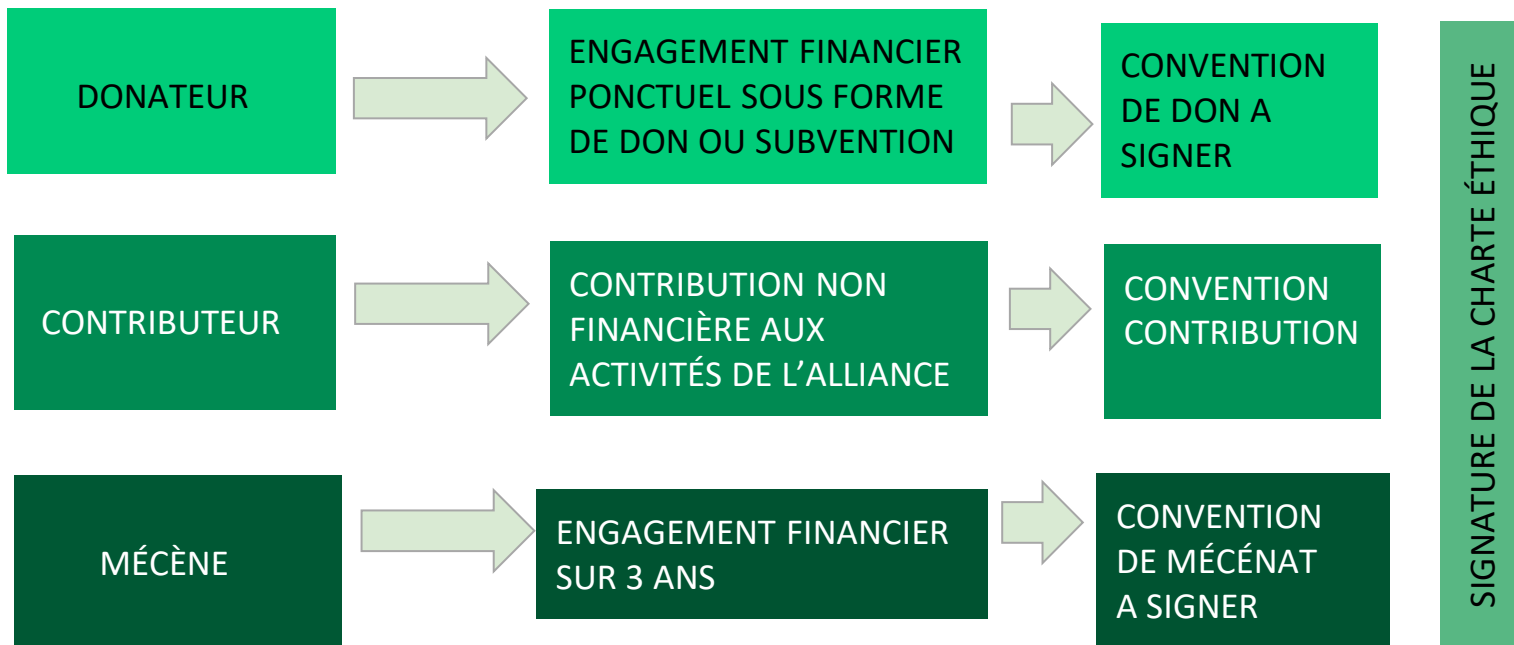 DONATEUR
ENGAGEMENT FINANCIER
PONCTUEL SOUS FORME
DE DON OU SUBVENTION
CONVENTION
DE DON A
SIGNER
CONTRIBUTEUR
CONTRIBUTION NON
FINANCIÈRE AUX
ACTIVITÉS DE L’ALLIANCE
CONVENTION
CONTRIBUTION
MÉCÈNE
ENGAGEMENT FINANCIER
SUR 3 ANS
CONVENTION
DE MÉCÉNAT
A SIGNER
SIGNATURE DE LA CHARTE ÉTHIQUE